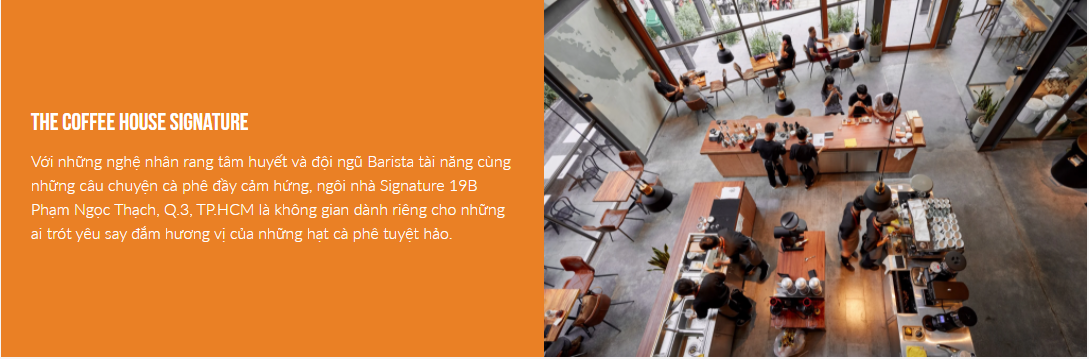 THE COFFEE HOUSE SIGNATURE
Với những nghệ nhân rang tâm huyết và đội ngũ Barista tài năng cùng
những câu chuyện cà phê đầy cảm hứng, ngôi nhà Signature 19B
Phạm Ngọc Thạch, Q.3, TP.HCM là không gian dành riêng cho những
ai trót yêu say đắm hương vị của những hạt cà phê tuyệt hảo.